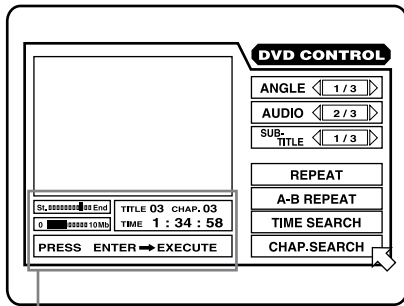 DVD CONTROL
ANGLE 1 / 3
AUDIO 2 / 3
SUB-TITLE 1 / 3
REPEAT
A-B REPEAT
TIME SEARCH
CHAP.SEARCH
St. End
0 10Mb
TITLE 03 CHAP. 03
TIME 1 : 34 : 58
PRESS ENTER ➡ EXECUTE